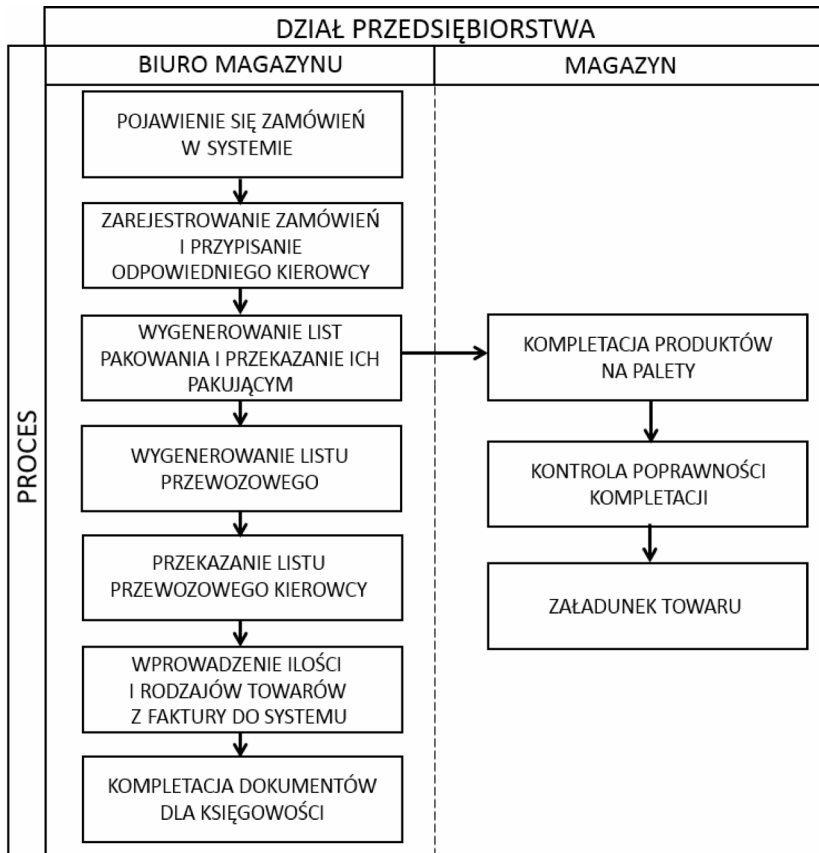 DZIAŁ PRZEDSIĘBIORSTWA
BIURO MAGAZYNU
MAGAZYN
PROCES
POJAWIENIE SIĘ ZAMÓWIEŃ
W SYSTEMIE
ZAREJESTROWANIE ZAMÓWIEŃ
I PRZYPISANIE
ODPOWIEDNIEGO KIEROWCY
WYGENEROWANIE LIST
PAKOWANIA I PRZEKAZANIE ICH
PAKUJĄCYM
WYGENEROWANIE LISTU
PRZEWOZOWEGO
PRZEKAZANIE LISTU
PRZEWOZOWEGO KIEROWCY
WPROWADZENIE ILOŚCI
I RODZAJÓW TOWARÓW
Z FAKTURY DO SYSTEMU
KOMPLETACJA DOKUMENTÓW
DLA KSIĘGOWOŚCI
KOMPLETACJA PRODUKTÓW
NA PALETY
KONTROLA POPRAWNOŚCI
KOMPLETACJI
ZAŁADUNEK TOWARU